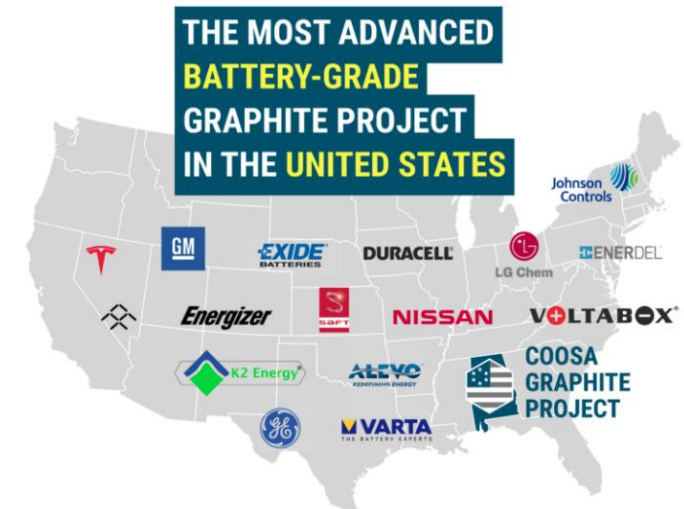 THE MOST ADVANCED
BATTERY-GRADE
GRAPHITE PROJECT
IN THE UNITED STATES
Johnson
Controls
GM
EXIDE®
BATTERIES
DURACELL®
LG
LG Chem
ENERDEL
Energizer
SAFT
NISSAN
VOLTABOX®
K2 Energy®
ALEVO
REDEFINING ENERGY
COOSA
GRAPHITE
PROJECT
GE
VARTA
THE BATTERY EXPERTS